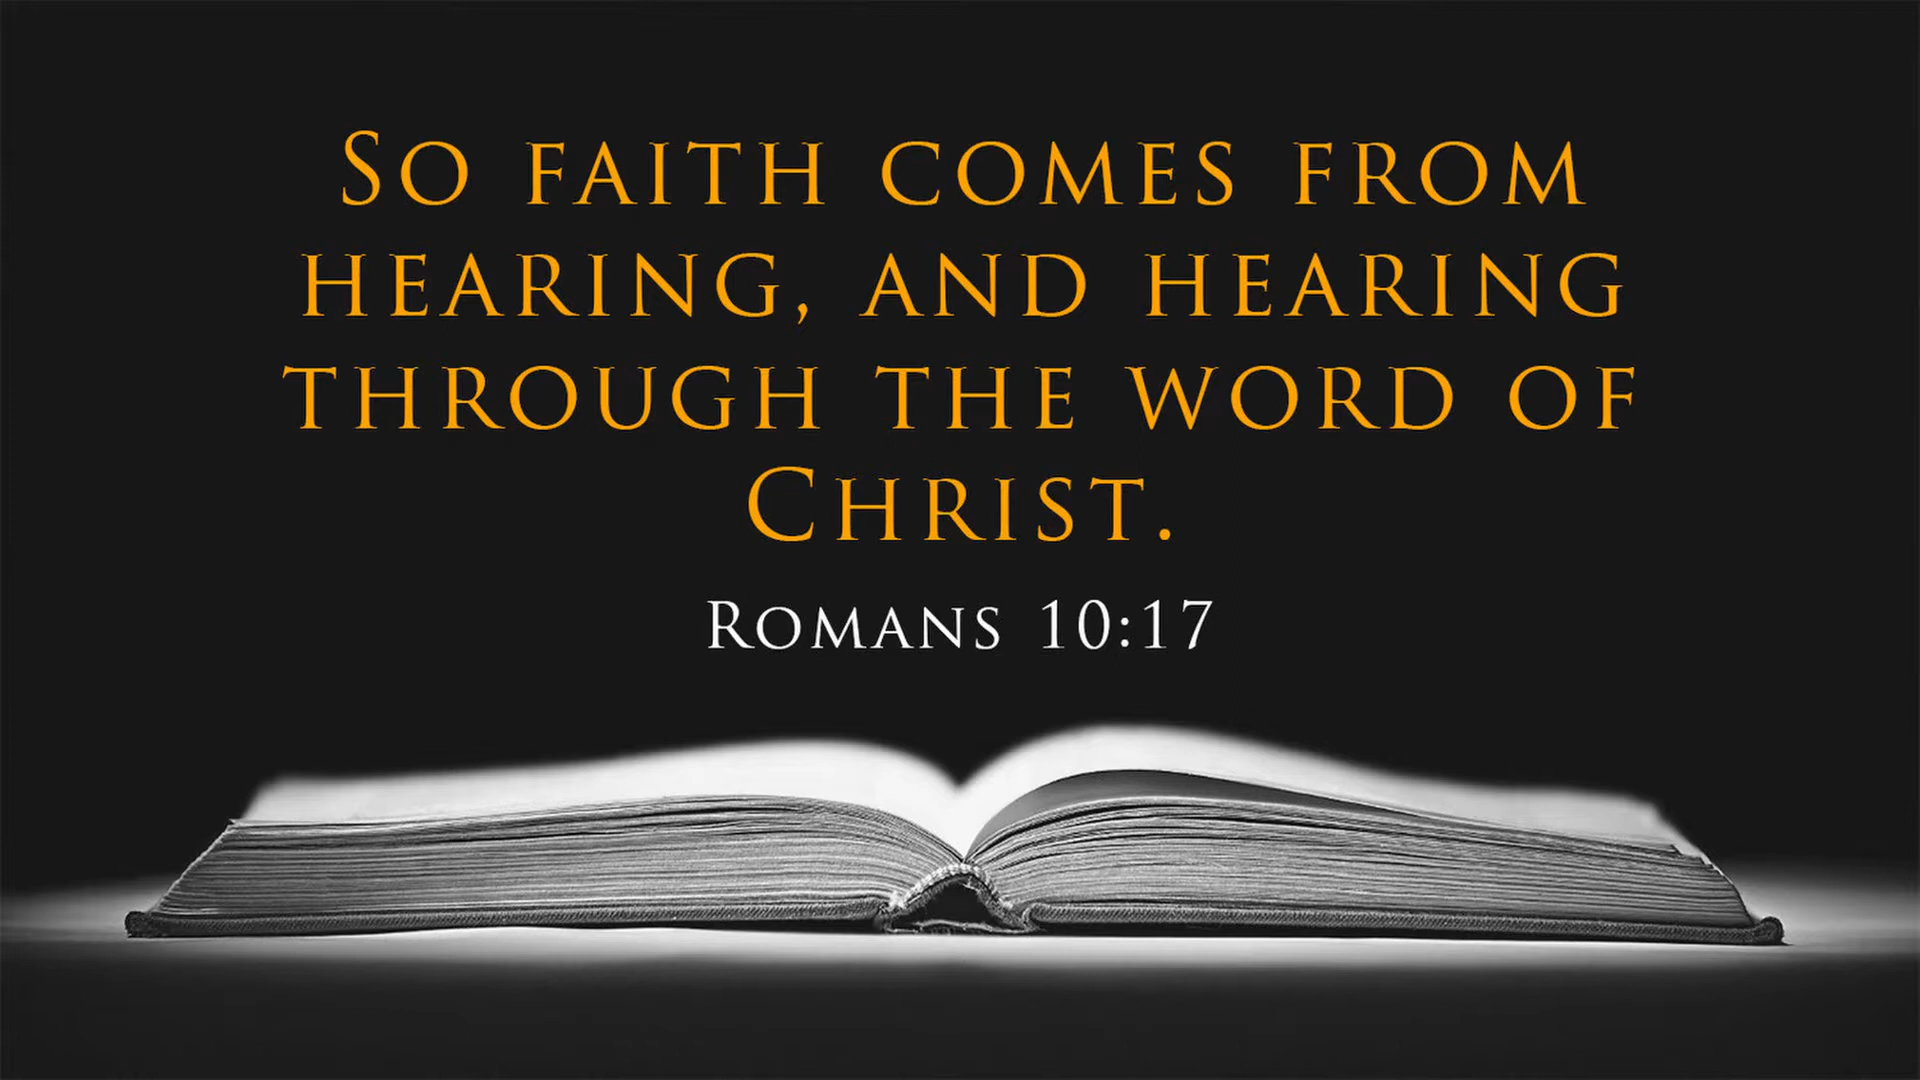 So faith comes from
hearing, and hearing
through the word of
Christ.
Romans 10:17